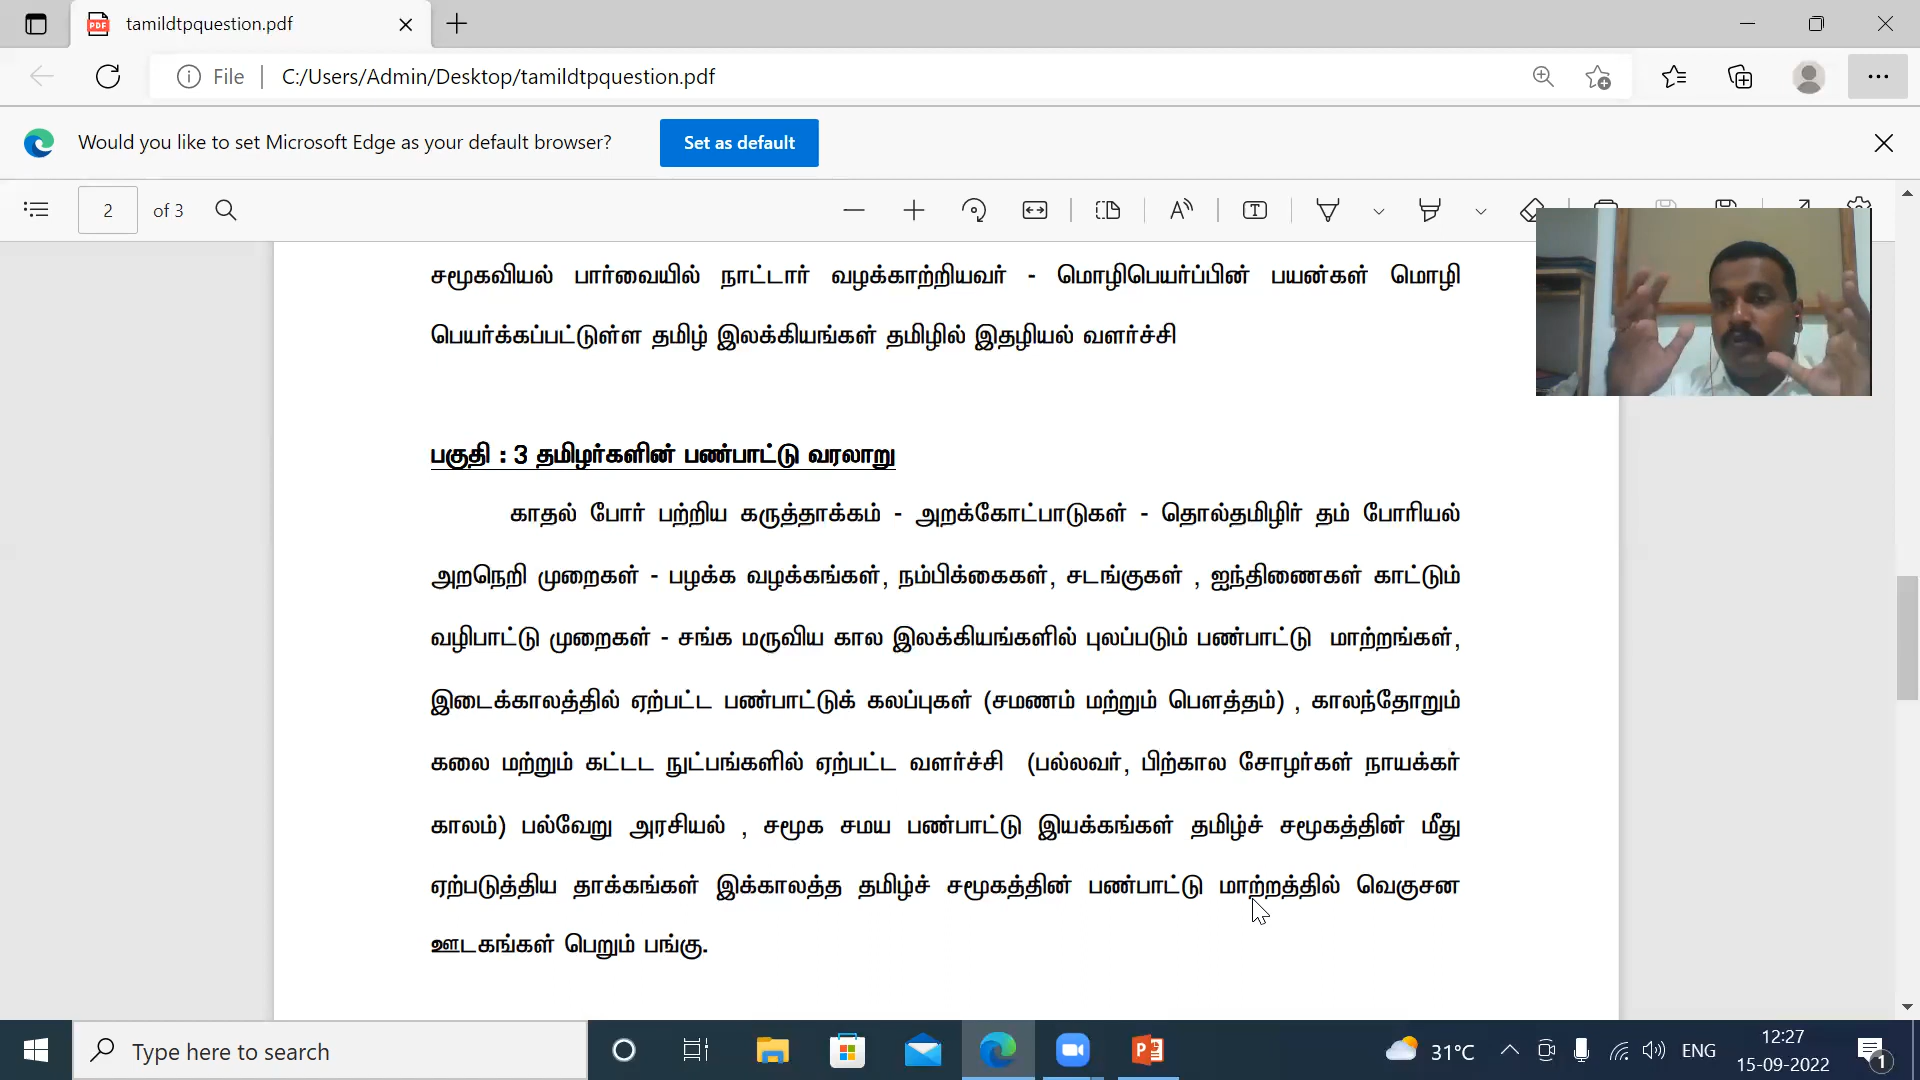 tamildtpquestion.pdf
File
C:/Users/Admin/Desktop/tamildtpquestion.pdf
Would you like to set Microsoft Edge as your default browser?
Set as default
2 of 3
சமூகவியல் பார்வையில் நாட்டார் வழக்காற்றியவர் - மொழிபெயர்ப்பின் பயன்கள் மொழி
பெயர்க்கப்பட்டுள்ள தமிழ் இலக்கியங்கள் தமிழில் இதழியல் வளர்ச்சி
பகுதி : 3 தமிழர்களின் பண்பாட்டு வரலாறு
காதல் போர் பற்றிய கருத்தாக்கம் - அறக்கோட்பாடுகள் - தொல்தமிழிர் தம் போரியல்
அறநெறி முறைகள் - பழக்க வழக்கங்கள், நம்பிக்கைகள், சடங்குகள் , ஐந்திணைகள் காட்டும்
வழிபாட்டு முறைகள் - சங்க மருவிய கால இலக்கியங்களில் புலப்படும் பண்பாட்டு மாற்றங்கள்,
இடைக்காலத்தில் ஏற்பட்ட பண்பாட்டுக் கலப்புகள் (சமணம் மற்றும் பௌத்தம்) , காலந்தோறும்
கலை மற்றும் கட்டட நுட்பங்களில் ஏற்பட்ட வளர்ச்சி (பல்லவர், பிற்கால சோழர்கள் நாயக்கர்
காலம்) பல்வேறு அரசியல் , சமூக சமய பண்பாட்டு இயக்கங்கள் தமிழ்ச் சமூகத்தின் மீது
ஏற்படுத்திய தாக்கங்கள் இக்காலத்த தமிழ்ச் சமூகத்தின் பண்பாட்டு மாற்றத்தில் வெகுசன
ஊடகங்கள் பெறும் பங்கு.
Type here to search
31°C
ENG
12:27
15-09-2022
1